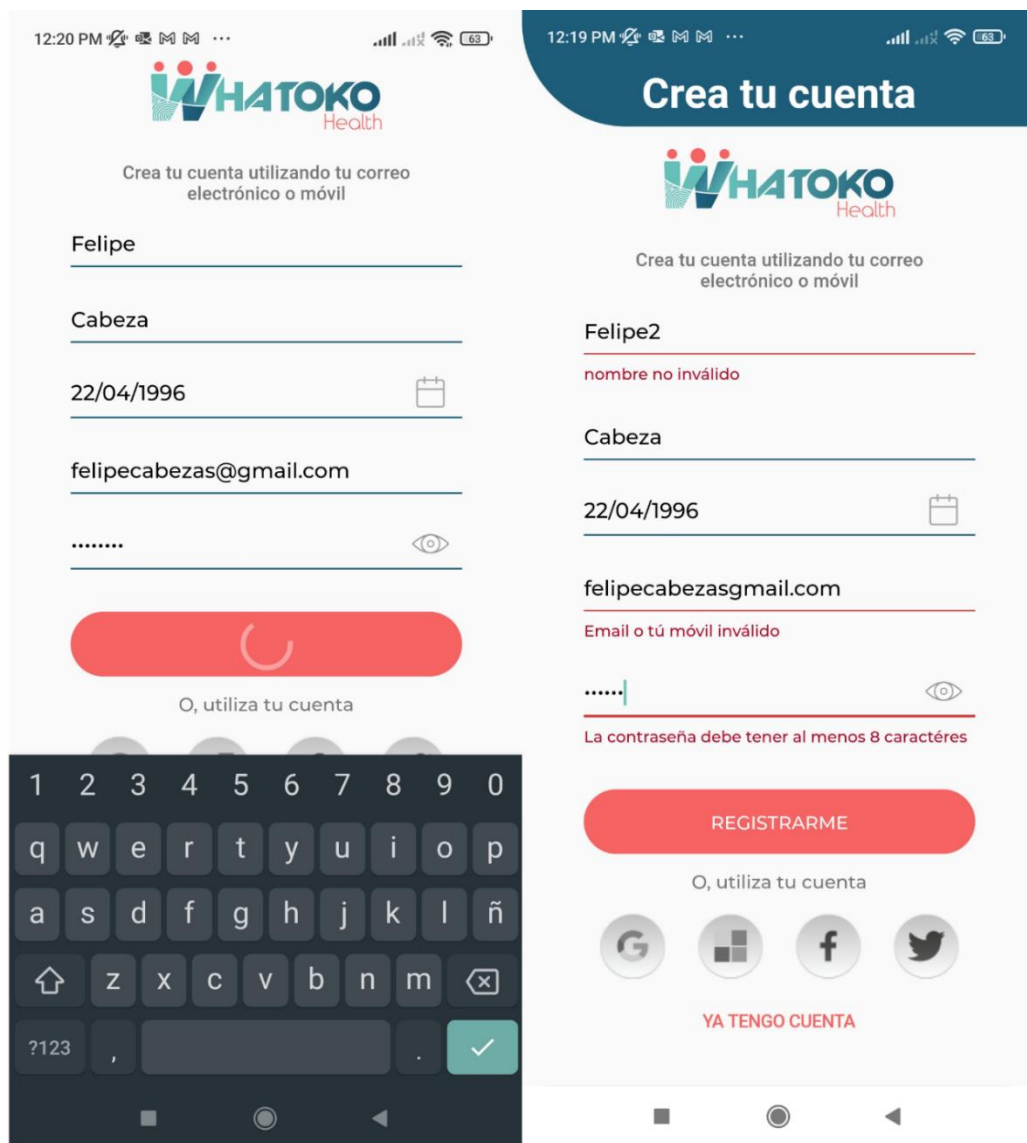 12:20 PM
63
WHATOKO
Health
Crea tu cuenta utilizando tu correo
electrónico o móvil
Felipe
Cabeza
22/04/1996
felipecabezas@gmail.com
O, utiliza tu cuenta
1 2 3 4 5 6 7 8 9 0
q w e r t y u i o p
a s d f g h j k l ñ
z x c v b n m
?123 , .
12:19 PM
63
Crea tu cuenta
WHATOKO
Health
Crea tu cuenta utilizando tu correo
electrónico o móvil
Felipe2
nombre no inválido
Cabeza
22/04/1996
felipecabezasgmail.com
Email o tú móvil inválido
La contraseña debe tener al menos 8 caractéres
REGISTRARME
O, utiliza tu cuenta
YA TENGO CUENTA